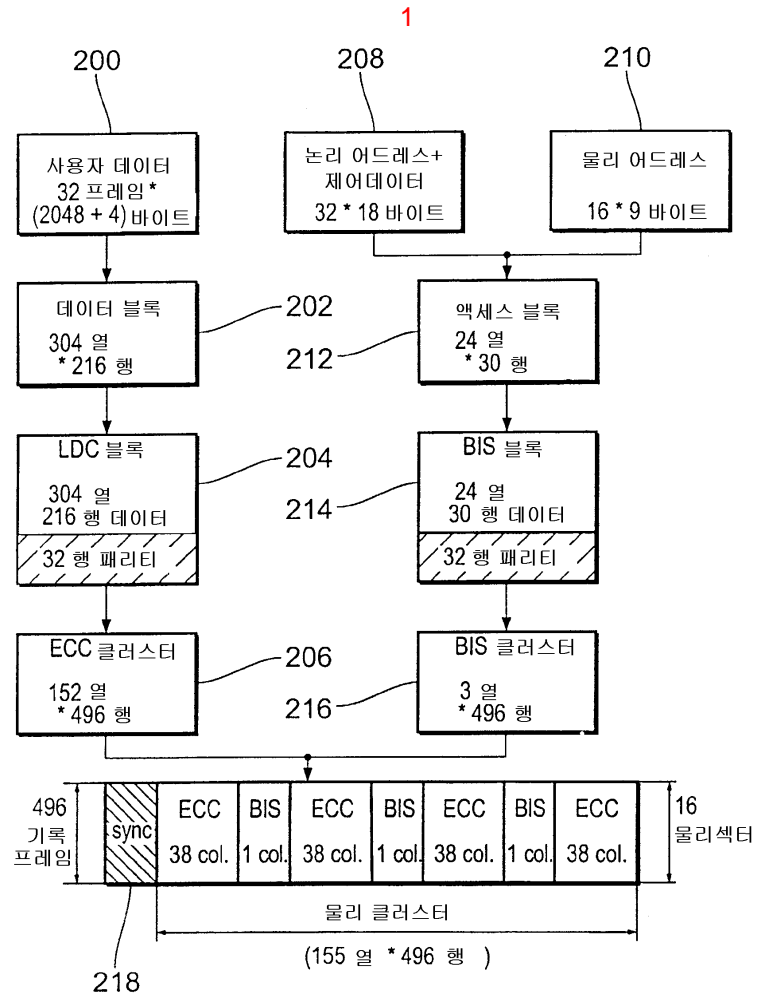 1
200
208
210
사용자 데이터
32 프레임 *
(2048 + 4) 바이트
논리 어드레스+
제어데이터
32 * 18 바이트
물리 어드레스
16 * 9 바이트
데이터 블록
304 열
* 216 행
202
212
액세스 블록
24 열
* 30 행
LDC 블록
304 열
216 행 데이터
32 행 패리티
204
214
BIS 블록
24 열
30 행 데이터
32 행 패리티
ECC 클러스터
152 열
* 496 행
206
216
BIS 클러스터
3 열
* 496 행
496
기록
프레임
sync
ECC
38 col.
BIS
1 col.
ECC
38 col.
BIS
1 col.
ECC
38 col.
BIS
1 col.
ECC
38 col.
16
물리섹터
물리 클러스터
(155 열 * 496 행 )
218